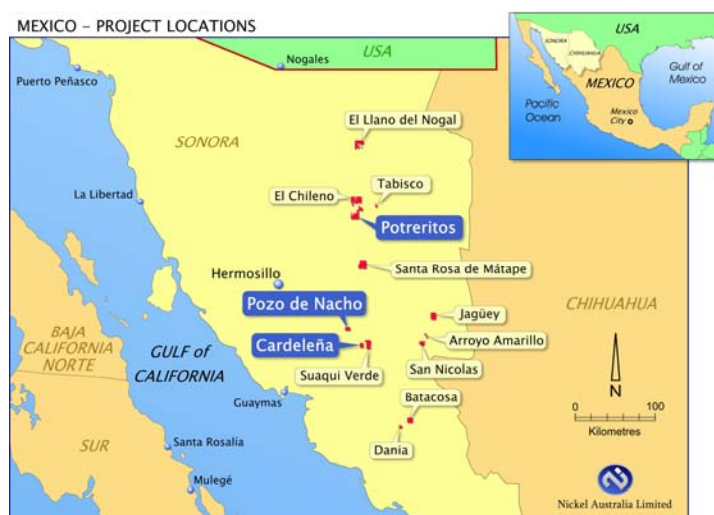 MEXICO – PROJECT LOCATIONS
USA
Nogales
Puerto Peñasco
El Llano del Nogal
SONORA
El Chileno
Tabisco
La Libertad
Potreritos
Santa Rosa de Mátape
Hermosillo
Pozo de Nacho
Jagüey
CHIHUAHUA
Cardeleña
Arroyo Amarillo
BAJA
CALIFORNIA
NORTE
GULF of
CALIFORNIA
Suaqui Verde
San Nicolas
Guaymas
Batacosa
N
0
100
Kilometres
SUR
Santa Rosalía
Dania
Mulegé
Nickel Australia Limited
USA
SONORA
CHIHUAHUA
Gulf of
Mexico
MEXICO
Pacific
Ocean
Mexico
City